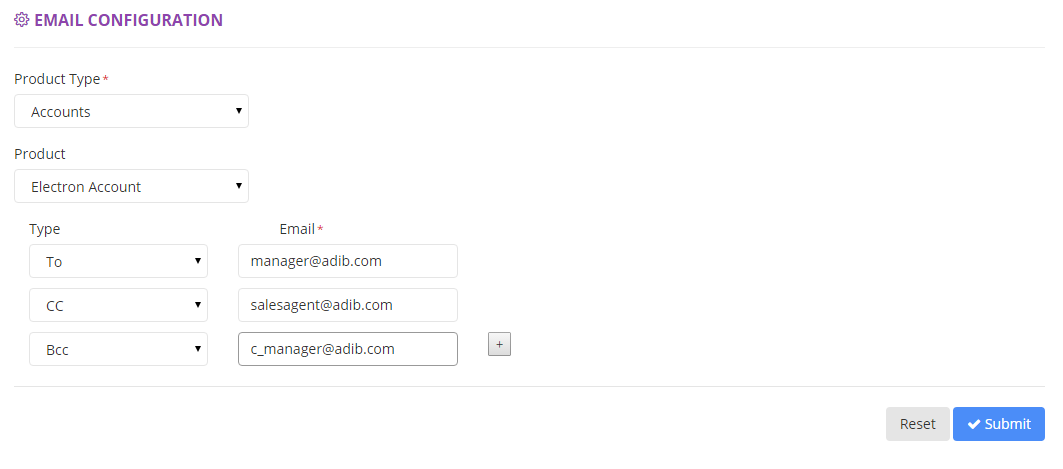 EMAIL CONFIGURATION
Product Type*
Accounts
Product
Electron Account
Type Email*
To manager@adib.com
CC salesagent@adib.com
Bcc c_manager@adib.com +
Reset Submit